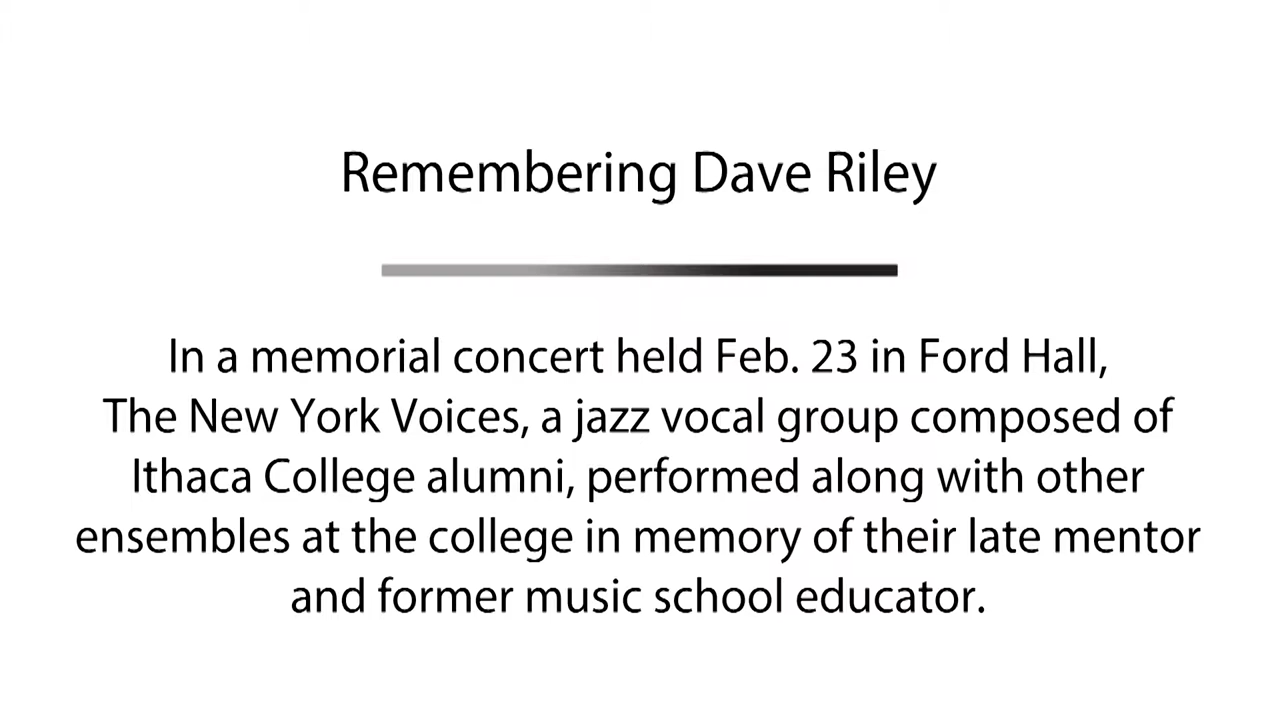 Remembering Dave Riley
In a memorial concert held Feb. 23 in Ford Hall,
The New York Voices, a jazz vocal group composed of
Ithaca College alumni, performed along with other
ensembles at the college in memory of their late mentor
and former music school educator.